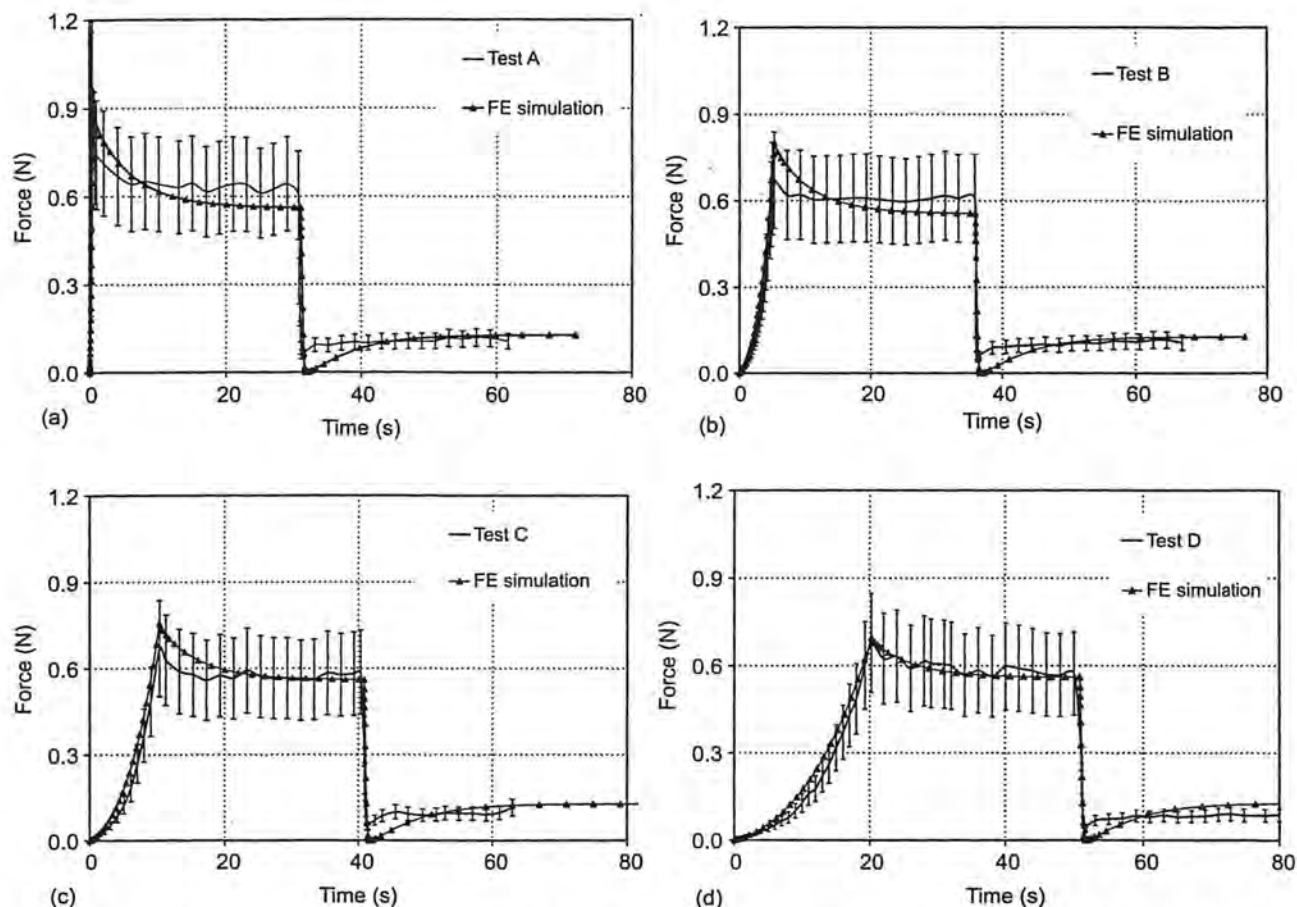 1.2
0.9
0.6
0.3
0.0
Force (N)
Test A
FE simulation
0 20 40 60 80
Time (s)
(a)
1.2
0.9
0.6
0.3
0.0
Force (N)
Test B
FE simulation
0 20 40 60 80
Time (s)
(b)
1.2
0.9
0.6
0.3
0.0
Force (N)
Test C
FE simulation
0 20 40 60 80
Time (s)
(c)
1.2
0.9
0.6
0.3
0.0
Force (N)
Test D
FE simulation
0 20 40 60 80
Time (s)
(d)